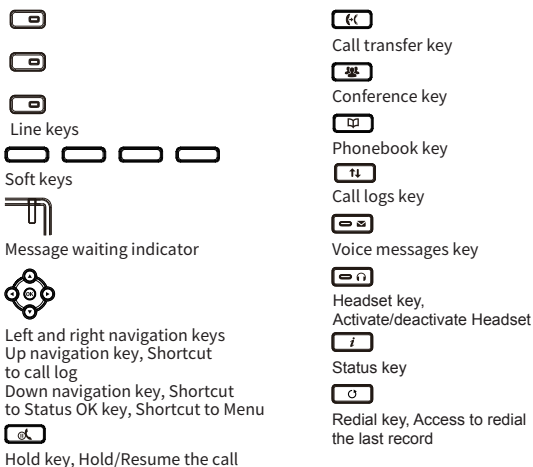 Line keys
Soft keys
Message waiting indicator
OK
Left and right navigation keys
Up navigation key, Shortcut
to call log
Down navigation key, Shortcut
to Status OK key, Shortcut to Menu
Hold key, Hold/Resume the call
Call transfer key
Conference key
Phonebook key
Call logs key
Voice messages key
Headset key,
Activate/deactivate Headset
i
Status key
Redial key, Access to redial
the last record